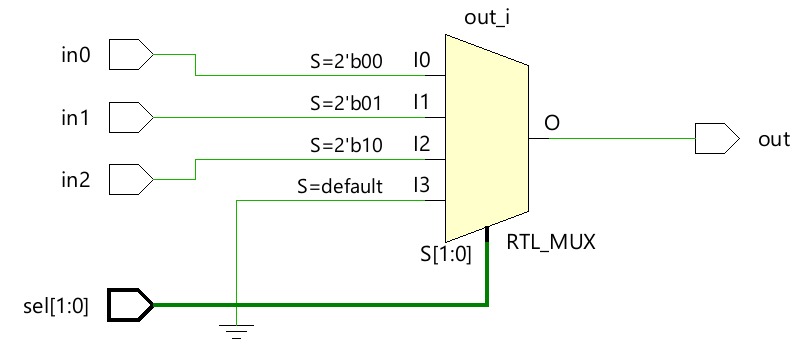 out_i
in0
S=2'b00 I0
in1
S=2'b01 I1
in2
S=2'b10 I2
S=default I3
O
out
S[1:0]
RTL_MUX
sel[1:0]